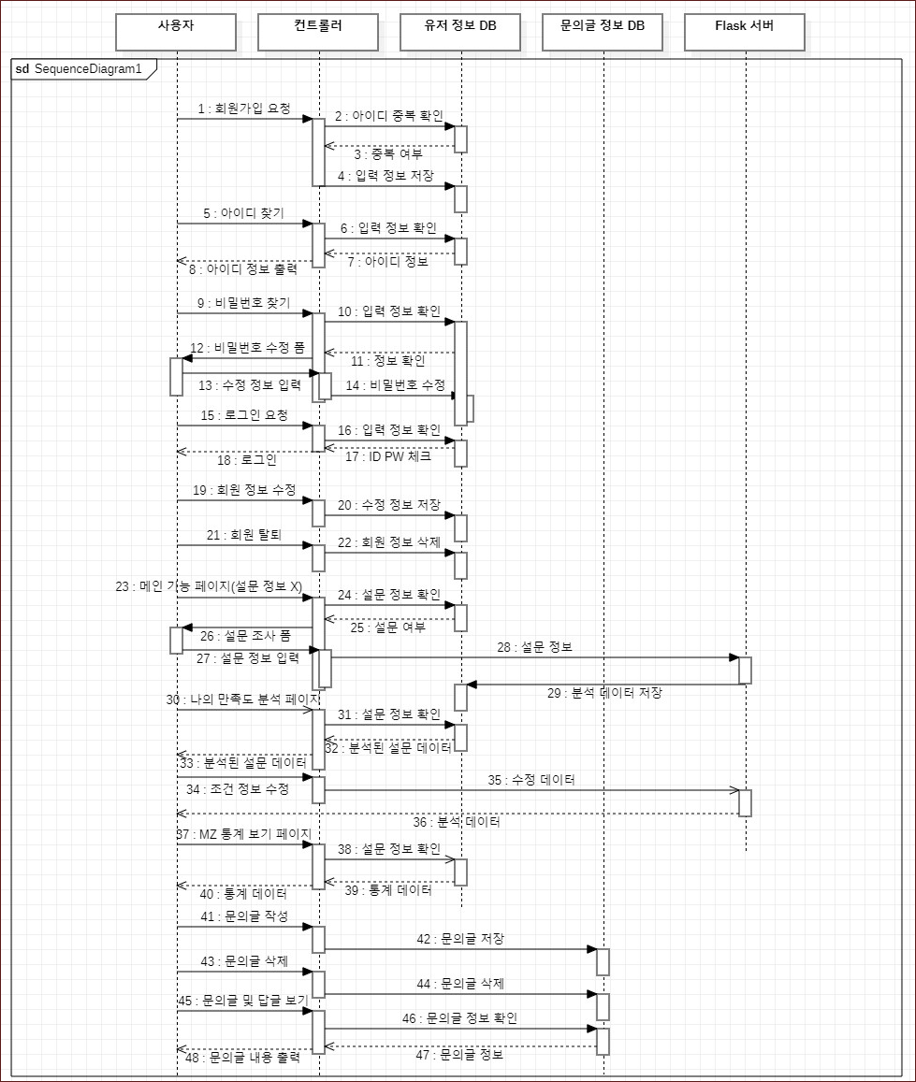 사용자
컨트롤러
유저 정보 DB
문의글 정보 DB
Flask 서버
sd SequenceDiagram1
1 : 회원가입 요청
2 : 아이디 중복 확인
3 : 중복 여부
4 : 입력 정보 저장
5 : 아이디 찾기
6 : 입력 정보 확인
7 : 아이디 정보
8 : 아이디 정보 출력
9 : 비밀번호 찾기
10 : 입력 정보 확인
11 : 정보 확인
12 : 비밀번호 수정 폼
13 : 수정 정보 입력
14 : 비밀번호 수정
15 : 로그인 요청
16 : 입력 정보 확인
17 : ID PW 체크
18 : 로그인
19 : 회원 정보 수정
20 : 수정 정보 저장
21 : 회원 탈퇴
22 : 회원 정보 삭제
23 : 메인 기능 페이지(설문 정보 X)
24 : 설문 정보 확인
25 : 설문 여부
26 : 설문 조사 폼
27 : 설문 정보 입력
28 : 설문 정보
29 : 분석 데이터 저장
30 : 나의 만족도 분석 페이지
31 : 설문 정보 확인
32 : 분석된 설문 데이터
33 : 분석된 설문 데이터
34 : 조건 정보 수정
35 : 수정 데이터
36 : 분석 데이터
37 : MZ 통계 보기 페이지
38 : 설문 정보 확인
39 : 통계 데이터
40 : 통계 데이터
41 : 문의글 작성
42 : 문의글 저장
43 : 문의글 삭제
44 : 문의글 삭제
45 : 문의글 및 답글 보기
46 : 문의글 정보 확인
47 : 문의글 정보
48 : 문의글 내용 출력